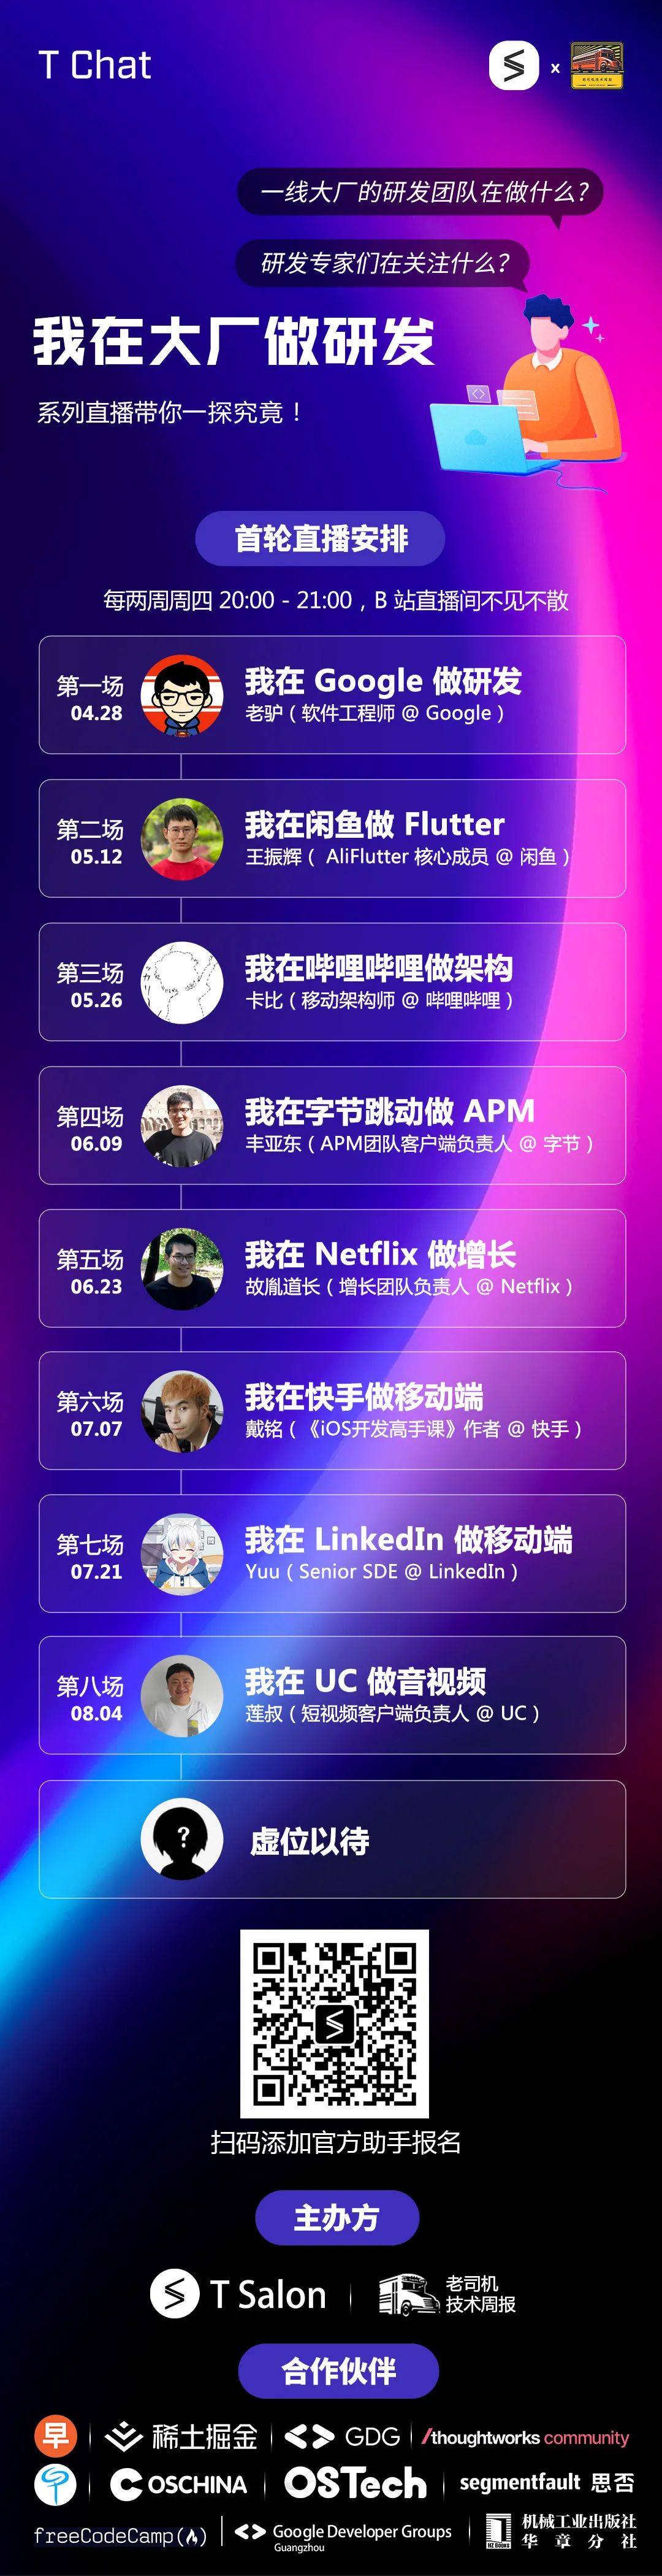 T Chat
x
一线大厂的研发团队在做什么?
研发专家们在关注什么?
我在大厂做研发
系列直播带你一探究竟！
首轮直播安排
每两周周四 20:00 - 21:00，B 站直播间不见不散
第一场
04.28
我在 Google 做研发
老驴（软件工程师 @ Google）
第二场
05.12
我在闲鱼做 Flutter
王振辉（ AliFlutter 核心成员 @ 闲鱼）
第三场
05.26
我在哔哩哔哩做架构
卡比（移动架构师 @ 哔哩哔哩）
第四场
06.09
我在字节跳动做 APM
丰亚东（APM团队客户端负责人 @ 字节）
第五场
06.23
我在 Netflix 做增长
故胤道长（增长团队负责人 @ Netflix）
第六场
07.07
我在快手做移动端
戴铭（《iOS开发高手课》作者 @ 快手）
第七场
07.21
我在 LinkedIn 做移动端
Yuu（Senior SDE @ LinkedIn）
第八场
08.04
我在 UC 做音视频
莲叔（短视频客户端负责人 @ UC）
?
虚位以待
扫码添加官方助手报名
主办方
T Salon
老司机
技术周报
合作伙伴
早
稀土掘金
GDG
/thoughtworks community
OSCHINA
OSTech
segmentfault 思否
freeCodeCamp
Google Developer Groups
Guangzhou
HZ Books
机械工业出版社
华章分社